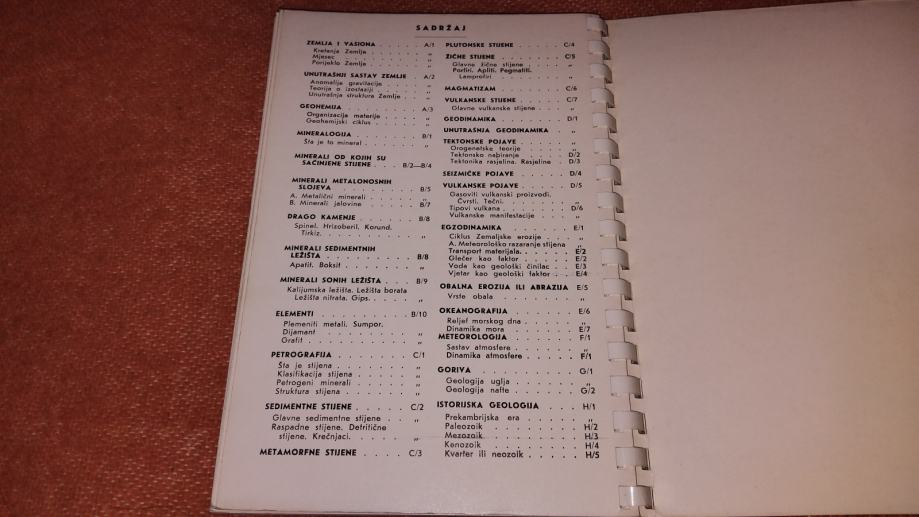 SADRŽAJ
ZEMLJA I VASIONA . . . . . A/1
Kretanja Zemlje . . . . . „
Mjesec . . . . . „
Porijeklo Zemlje . . . . . „
UNUTRAŠNJI SASTAV ZEMLJE . A/2
Anomalije gravitacije . . . . „
Teorija o izostaziji . . . . „
Unutrašnja struktura Zemlje . . „
GEOHEMIJA . . . . . A/3
Organizacija materije . . . . „
Geohemijski ciklus . . . . . „
MINERALOGIJA . . . . . B/1
Šta je to mineral . . . . . „
MINERALI OD KOJIH SU
SAČINJENE STIJENE . . . B/2—B/4
MINERALI METALONOSNIH
SLOJEVA . . . . . B/5
A. Metalični minerali . . . . „
B. Minerali jalovine . . . . B/7
DRAGO KAMENJE . . . . . B/8
Spinel. Hrizoberil. Korund.
Tirkiz. . . . . . „
MINERALI SEDIMENTNIH
LEŽIŠTA . . . . . B/8
Apatit. Boksit . . . . . „
MINERALI SONIH LEŽIŠTA . . . B/9
Kalijumska ležišta. Ležišta borata
Ležišta nitrata. Gips. . . . . „
ELEMENTI . . . . . B/10
Plemeniti metali. Sumpor.
Dijamant . . . . . „
Grafit . . . . . „
PETROGRAFIJA . . . . . C/1
Šta je stijena . . . . . „
Klasifikacija stijena . . . . „
Petrogeni minerali . . . . „
Struktura stijena . . . . . „
SEDIMENTNE STIJENE . . . . C/2
Glavne sedimentne stijene . . „
Raspadne stijene. Detritične
stijene. Krečnjaci. . . . . „
METAMORFNE STIJENE . . . . C/3
PLUTONSKE STIJENE . . . . C/4
ŽIČNE STIJENE . . . . . C/5
Glavne žične stijene . . . . „
Porfiri. Apliti. Pegmatiti.
Lamprofiri . . . . . „
MAGMATIZAM . . . . . C/6
VULKANSKE STIJENE . . . . C/7
Glavne vulkanske stijene . . . „
GEODINAMIKA . . . . . D/1
UNUTRAŠNJA GEODINAMIKA . . „
TEKTONSKE POJAVE . . . . „
Orogenetske teorije . . . . „
Tektonsko nabiranje . . . . D/2
Tektonika rasjelina. Rasjeline . . D/3
SEIZMIČKE POJAVE . . . . D/4
VULKANSKE POJAVE . . . . D/5
Gasoviti vulkanski proizvodi.
Čvrsti. Tečni. . . . . . „
Tipovi vulkana . . . . . D/6
Vulkanske manifestacije . . . „
EGZODINAMIKA . . . . . E/1
Ciklus Zemaljske erozije . . . „
A. Meteorološko razaranje stijena „
Transport materijala. . . . . E/2
Glečer kao faktor . . . . . E/2
Voda kao geološki činilac . . . E/3
Vjetar kao geološki faktor . . . E/4
OBALNA EROZIJA ILI ABRAZIJA E/5
Vrste obala . . . . . „
OKEANOGRAFIJA . . . . . E/6
Reljef morskog dna . . . . „
Dinamika mora . . . . . E/7
METEOROLOGIJA . . . . . F/1
Sastav atmosfere . . . . . „
Dinamika atmosfere . . . . F/1
GORIVA . . . . . G/1
Geologija uglja . . . . . „
Geologija nafte . . . . . G/2
ISTORIJSKA GEOLOGIJA . . . H/1
Prekambrijska era . . . . . „
Paleozoik . . . . . H/2
Mezozoik . . . . . H/3
Kenozoik . . . . . H/4
Kvarter ili neozoik . . . . . H/5